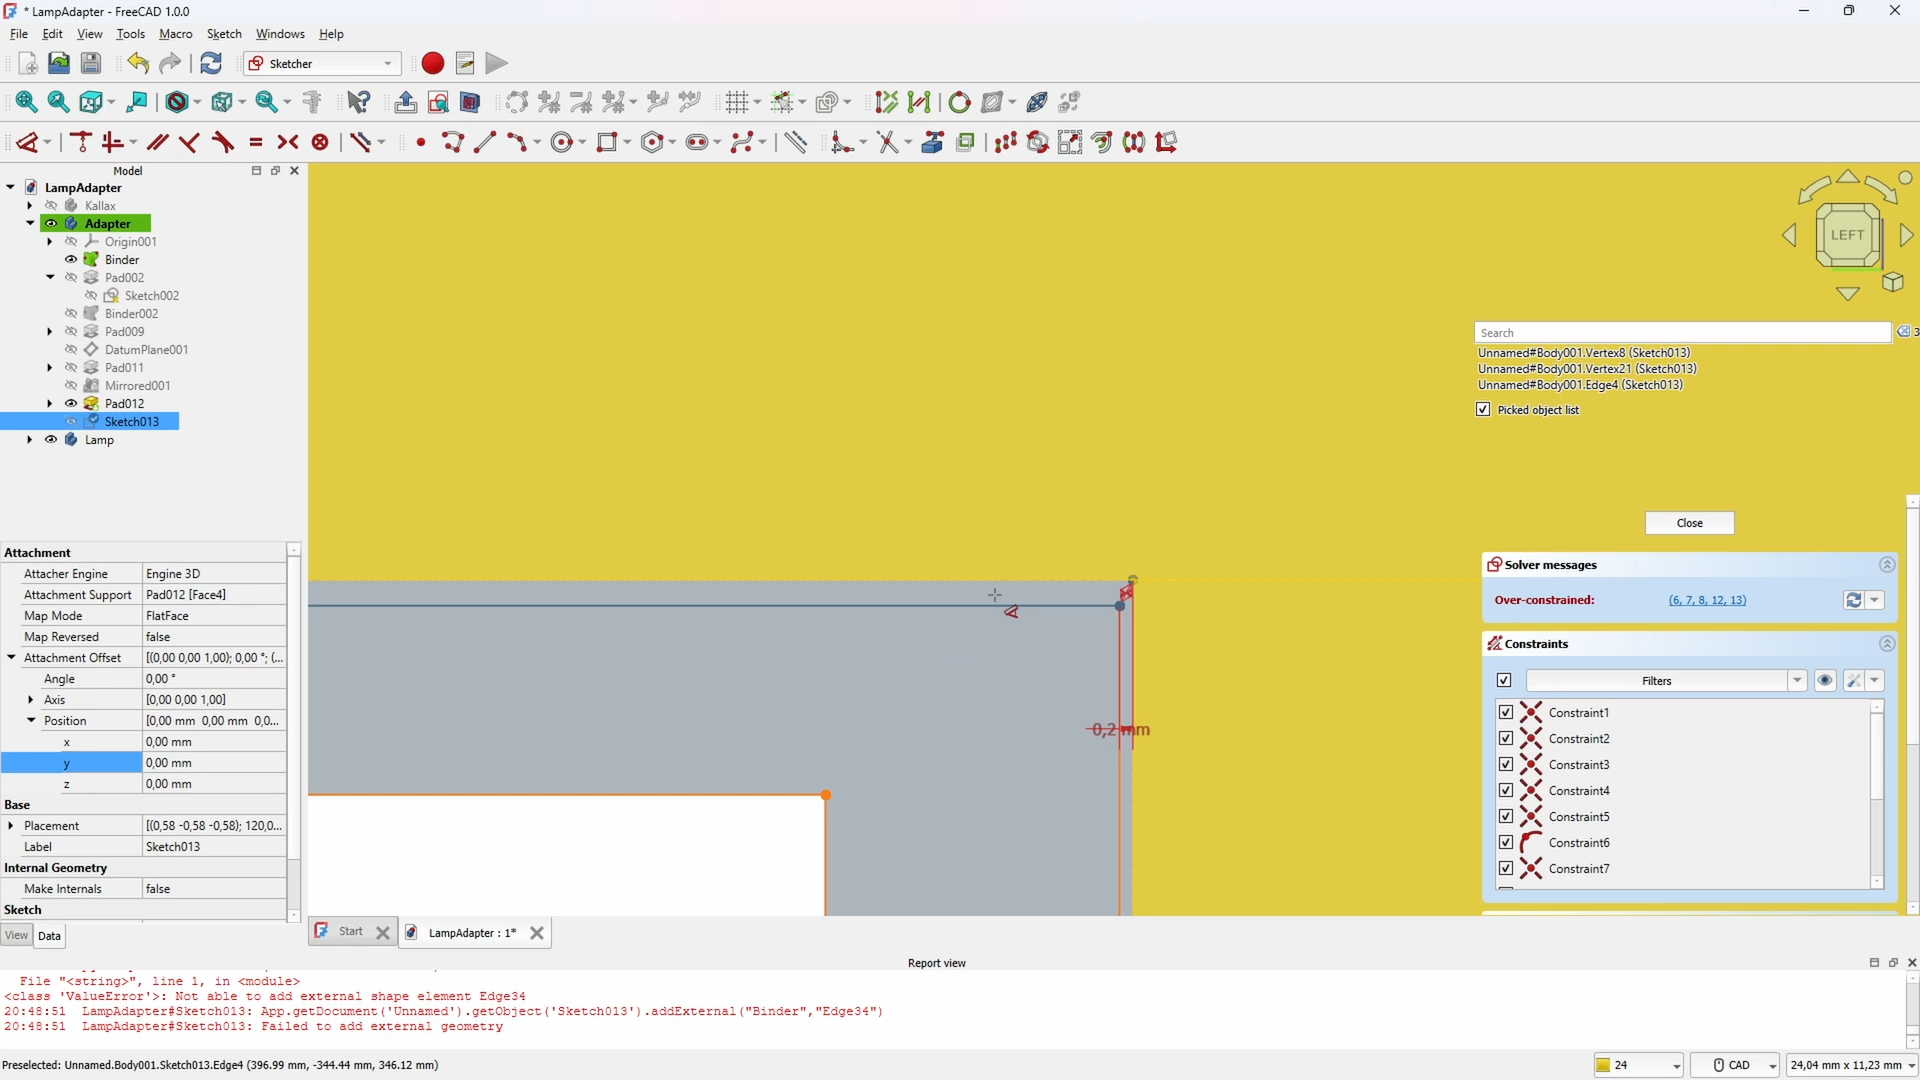 * LampAdapter - FreeCAD 1.0.0
File Edit View Tools Macro Sketch Windows Help
Sketcher
Model
LampAdapter
Kallax
Adapter
Origin001
Binder
Pad002
Sketch002
Binder002
Pad009
DatumPlane001
Pad011
Mirrored001
Pad012
Sketch013
Lamp
LEFT
Search
3
Unnamed#Body001.Vertex8 (Sketch013)
Unnamed#Body001.Vertex21 (Sketch013)
Unnamed#Body001.Edge4 (Sketch013)
Picked object list
Close
Solver messages
Over-constrained: (6, 7, 8, 12, 13)
Constraints
Filters
Constraint1
Constraint2
Constraint3
Constraint4
Constraint5
Constraint6
Constraint7
0,2 mm
Attachment
Attacher Engine Engine 3D
Attachment Support Pad012 [Face4]
Map Mode FlatFace
Map Reversed false
Attachment Offset [(0,00 0,00 1,00); 0,00 °; (...
Angle 0,00 °
Axis [0,00 0,00 1,00]
Position [0,00 mm 0,00 mm 0,0...
x 0,00 mm
y 0,00 mm
z 0,00 mm
Base
Placement [(0,58 -0,58 -0,58); 120,0...
Label Sketch013
Internal Geometry
Make Internals false
Sketch
View Data
Start LampAdapter : 1*
Report view
File "<string>", line 1, in <module>
<class 'ValueError'>: Not able to add external shape element Edge34
20:48:51 LampAdapter#Sketch013: App.getDocument('Unnamed').getObject('Sketch013').addExternal("Binder","Edge34")
20:48:51 LampAdapter#Sketch013: Failed to add external geometry
Preselected: Unnamed.Body001.Sketch013.Edge4 (396.99 mm, -344.44 mm, 346.12 mm)
24 CAD 24,04 mm x 11,23 mm